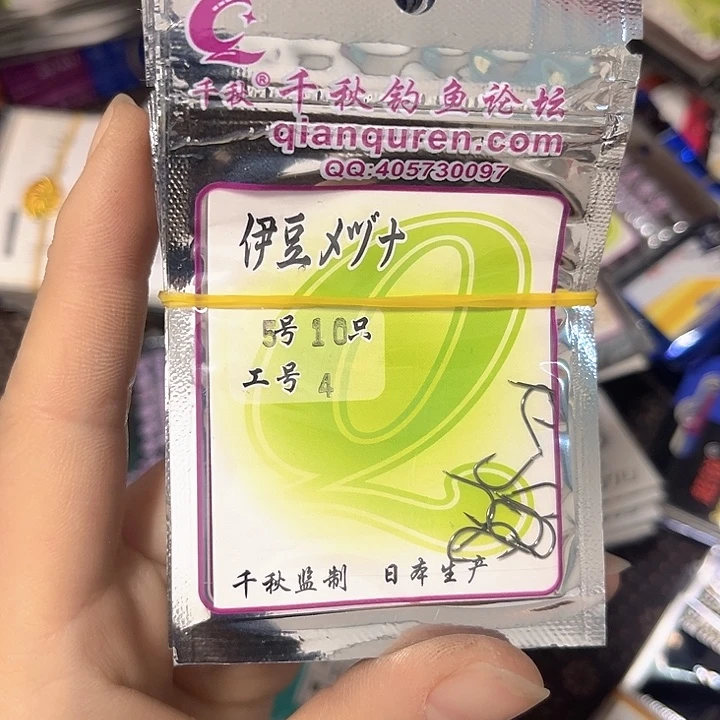 千秋® 千秋钓鱼论坛
qianquren.com
QQ:405730097
伊豆メヅナ
5号 10只
工号 4
千秋监制 日本生产